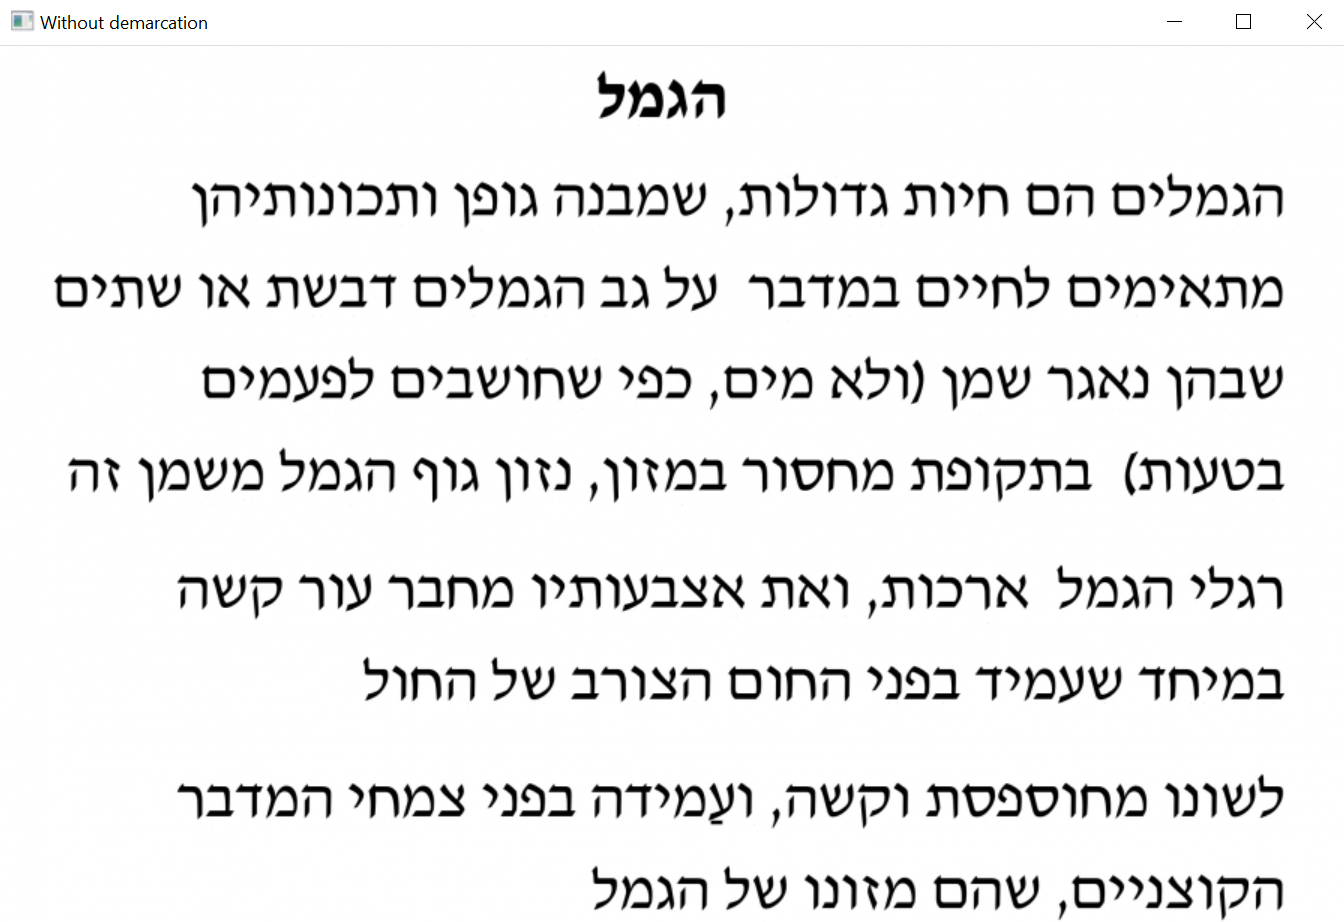 Without demarcation
הגמל
הגמלים הם חיות גדולות, שמבנה גופן ותכונותיהן
מתאימים לחיים במדבר  על גב הגמלים דבשת או שתים
שבהן נאגר שמן (ולא מים, כפי שחושבים לפעמים
בטעות)  בתקופת מחסור במזון, נזון גוף הגמל משמן זה
רגלי הגמל  ארכות, ואת אצבעותיו מחבר עור קשה
במיחד שעמיד בפני החום הצורב של החול
לשונו מחוספסת וקשה, ועַמידה בפני צמחי המדבר
הקוצניים, שהם מזונו של הגמל